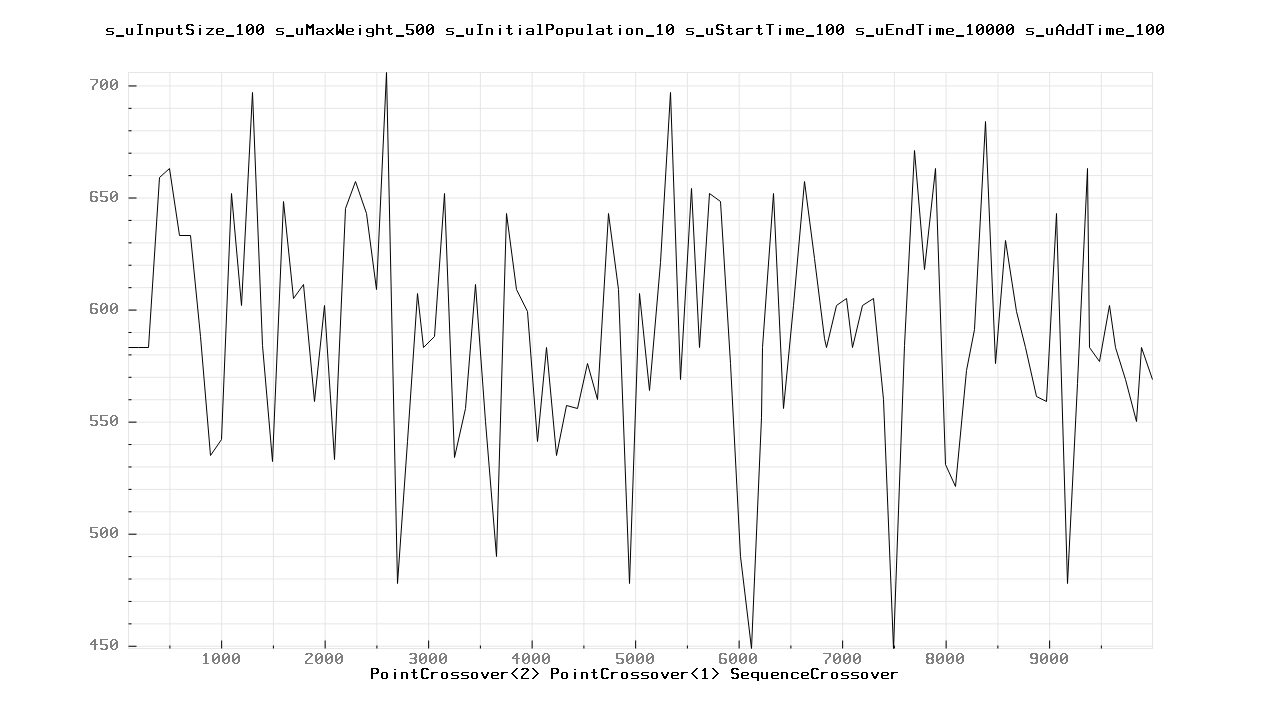 s_uInputSize_100 s_uMaxWeight_500 s_uInitialPopulation_10 s_uStartTime_100 s_uEndTime_10000 s_uAddTime_100
700
650
600
550
500
450
1000 2000 3000 4000 5000 6000 7000 8000 9000
PointCrossover<2> PointCrossover<1> SequenceCrossover